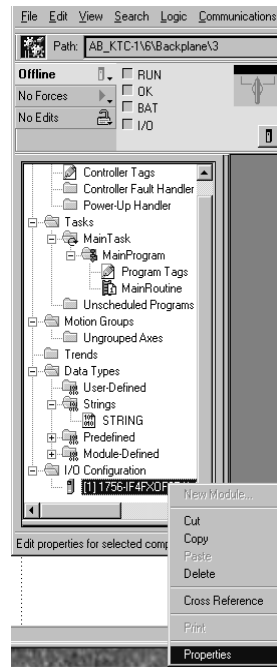 File Edit View Search Logic Communications
Path: AB_KTC-1\6\Backplane\3
Offline
RUN
No Forces
OK
BAT
No Edits
I/O
Controller Tags
Controller Fault Handler
Power-Up Handler
Tasks
MainTask
MainProgram
Program Tags
MainRoutine
Unscheduled Programs
Motion Groups
Ungrouped Axes
Trends
Data Types
User-Defined
Strings
STRING
Predefined
Module-Defined
I/O Configuration
[1] 1756-IF4FXOF2F
New Module...
Cut
Copy
Paste
Delete
Cross Reference
Print
Properties
Edit properties for selected comp